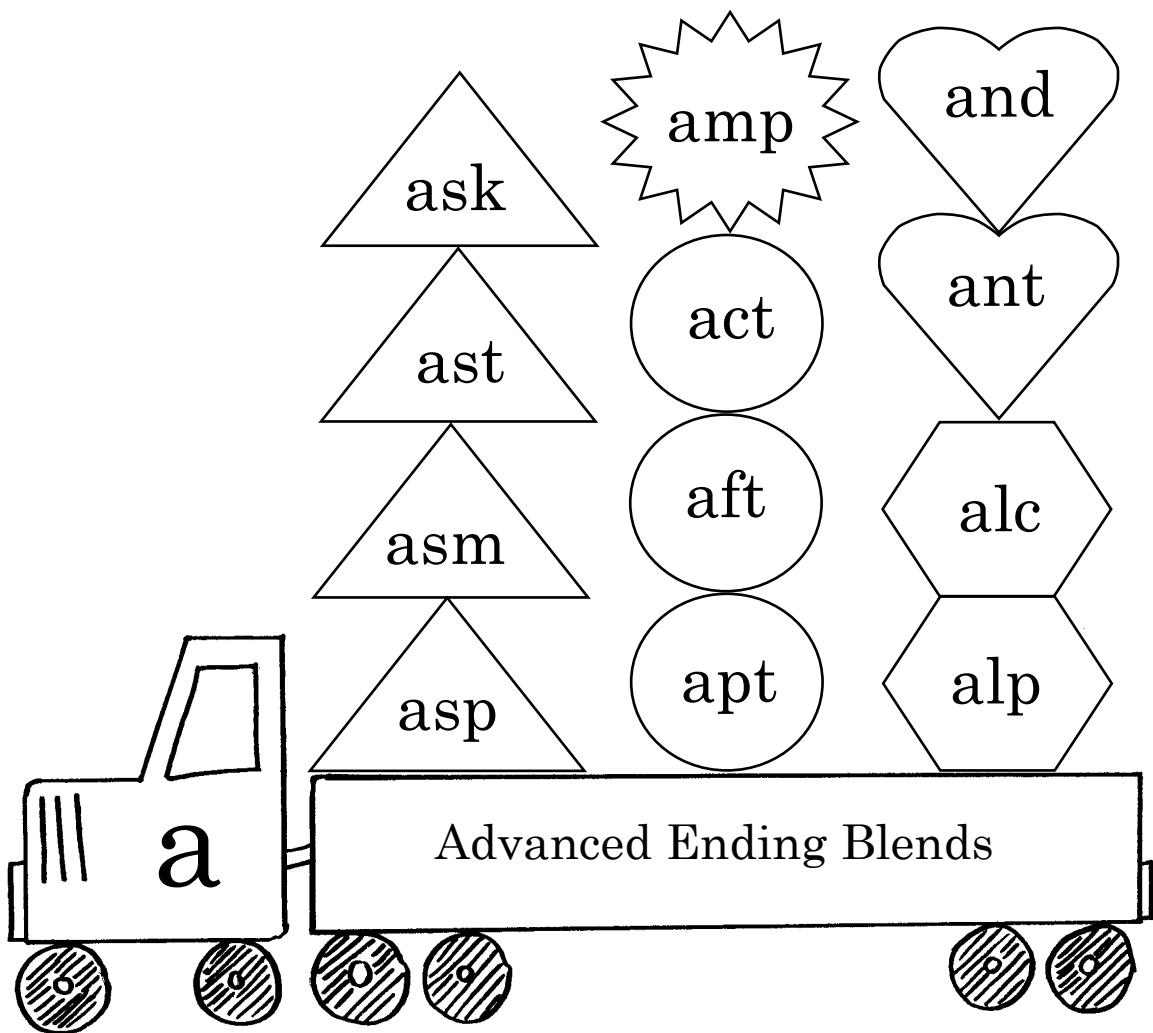 ask
ast
asm
asp
amp
act
aft
apt
and
ant
alc
alp
a
Advanced Ending Blends